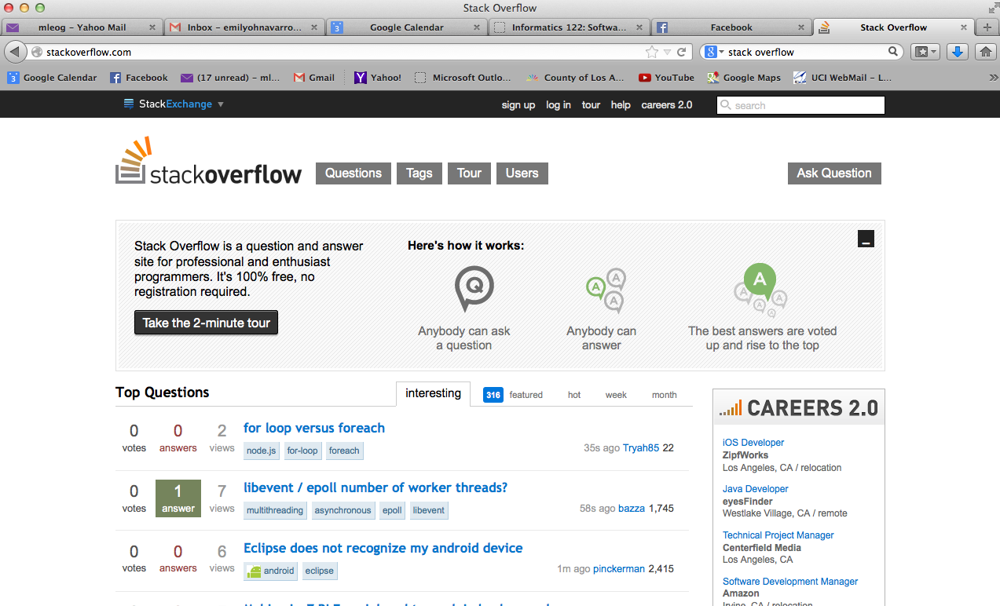 Stack Overflow
mleog – Yahoo Mail
Inbox – emilyohnavarro...
3
Google Calendar
Informatics 122: Softwa...
Facebook
Stack Overflow
stackoverflow.com
8
stack overflow
3 Google Calendar
Facebook
(17 unread) – ml...
Gmail
Yahoo!
Microsoft Outlo...
County of Los A...
YouTube
Google Maps
UCI WebMail – L...
StackExchange
sign up log in tour help careers 2.0
search
stackoverflow
Questions
Tags
Tour
Users
Ask Question
Stack Overflow is a question and answer
site for professional and enthusiast
programmers. It's 100% free, no
registration required.
Take the 2-minute tour
Here's how it works:
Q
Anybody can ask
a question
A
A
A
Anybody can
answer
A
A
A
A
A
The best answers are voted
up and rise to the top
Top Questions
interesting
316 featured
hot
week
month
0 votes
0 answers
2 views
for loop versus foreach
node.js for-loop foreach
35s ago Tryah85 22
0 votes
1 answer
7 views
libevent / epoll number of worker threads?
multithreading asynchronous epoll libevent
58s ago bazza 1,745
0 votes
0 answers
6 views
Eclipse does not recognize my android device
android eclipse
1m ago pinckerman 2,415
CAREERS 2.0
iOS Developer
ZipfWorks
Los Angeles, CA / relocation
Java Developer
eyesFinder
Westlake Village, CA / remote
Technical Project Manager
Centerfield Media
Los Angeles, CA
Software Development Manager
Amazon
Irvine, CA / relocation